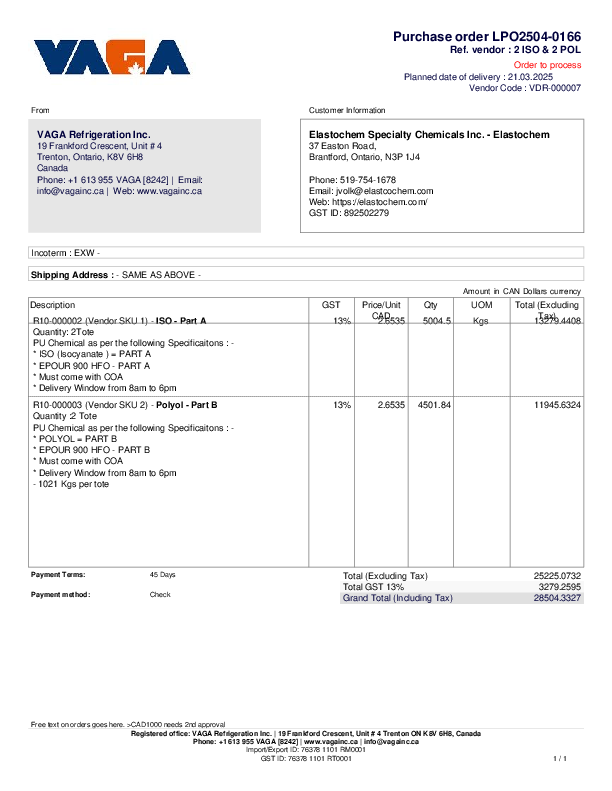 VAGA
Purchase order LPO2504-0166
Ref. vendor : 2 ISO & 2 POL
Order to process
Planned date of delivery : 21.03.2025
Vendor Code : VDR-000007
From
Customer Information
VAGA Refrigeration Inc.
19 Frankford Crescent, Unit # 4
Trenton, Ontario, K8V 6H8
Canada
Phone: +1 613 955 VAGA [8242] | Email:
info@vagainc.ca | Web: www.vagainc.ca
Elastochem Specialty Chemicals Inc. - Elastochem
37 Easton Road,
Brantford, Ontario, N3P 1J4
Phone: 519-754-1678
Email: jvolk@elastcochem.com
Web: https://elastochem.com/
GST ID: 892502279
Incoterm : EXW -
Shipping Address : - SAME AS ABOVE -
Amount in CAN Dollars currency
Description GST Price/Unit CAD Qty UOM Total (Excluding Tax)
R10-000002 (Vendor SKU 1) - ISO - Part A 13% 2.6535 5004.5 Kgs 13279.4408
Quantity: 2Tote
PU Chemical as per the following Specificaitons : -
* ISO (Isocyanate ) = PART A
* EPOUR 900 HFO - PART A
* Must come with COA
* Delivery Window from 8am to 6pm
R10-000003 (Vendor SKU 2) - Polyol - Part B 13% 2.6535 4501.84 11945.6324
Quantity :2 Tote
PU Chemical as per the following Specificaitons : -
* POLYOL = PART B
* EPOUR 900 HFO - PART B
* Must come with COA
* Delivery Window from 8am to 6pm
- 1021 Kgs per tote
Payment Terms: 45 Days
Payment method: Check
Total (Excluding Tax) 25225.0732
Total GST 13% 3279.2595
Grand Total (Including Tax) 28504.3327
Free text on orders goes here. >CAD1000 needs 2nd approval
Registered office: VAGA Refrigeration Inc. | 19 Frankford Crescent, Unit # 4 Trenton ON K8V 6H8, Canada
Phone: +1 613 955 VAGA [8242] | www.vagainc.ca | info@vagainc.ca
Import/Export ID: 76378 1101 RM0001
GST ID: 76378 1101 RT0001
1 / 1